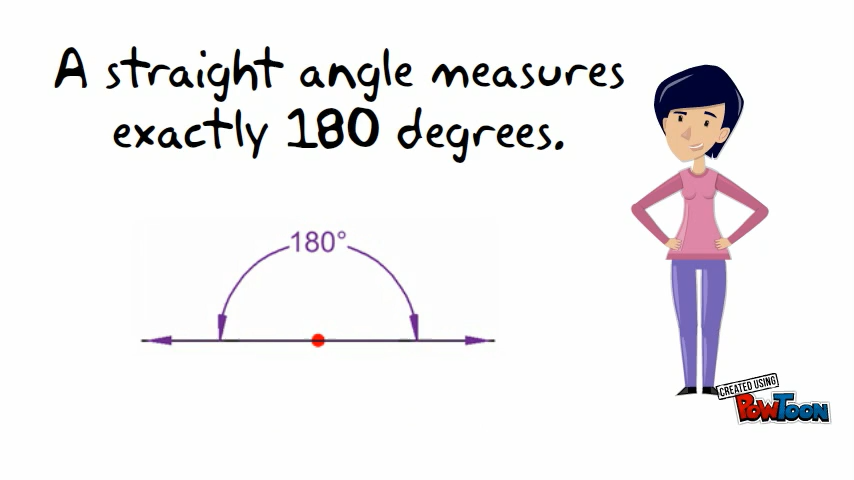 A straight angle measures
exactly 180 degrees.
180°
CREATED USING
POWTOON